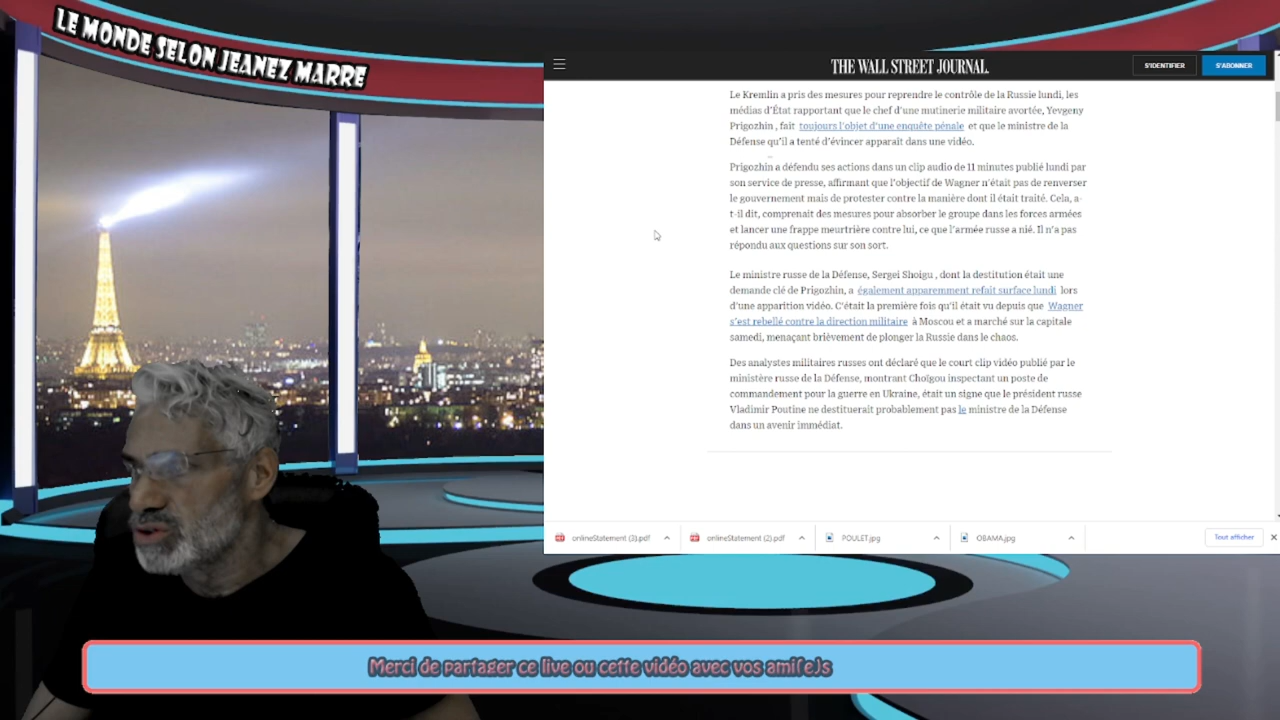 LE MONDE SELON JEANEZ MARRE
THE WALL STREET JOURNAL.
S'IDENTIFIER
S'ABONNER
Le Kremlin a pris des mesures pour reprendre le contrôle de la Russie lundi, les
médias d'État rapportant que le chef d'une mutinerie militaire avortée, Yevgeny
Prigozhin , fait toujours l'objet d'une enquête pénale et que le ministre de la
Défense qu'il a tenté d'évincer apparaît dans une vidéo.
Prigozhin a défendu ses actions dans un clip audio de 11 minutes publié lundi par
son service de presse, affirmant que l'objectif de Wagner n'était pas de renverser
le gouvernement mais de protester contre la manière dont il était traité. Cela, a-
t-il dit, comprenait des mesures pour absorber le groupe dans les forces armées
et lancer une frappe meurtrière contre lui, ce que l'armée russe a nié. Il n'a pas
répondu aux questions sur son sort.
Le ministre russe de la Défense, Sergei Shoigu , dont la destitution était une
demande clé de Prigozhin, a également apparemment refait surface lundi lors
d'une apparition vidéo. C'était la première fois qu'il était vu depuis que Wagner
s'est rebellé contre la direction militaire à Moscou et a marché sur la capitale
samedi, menaçant brièvement de plonger la Russie dans le chaos.
Des analystes militaires russes ont déclaré que le court clip vidéo publié par le
ministère russe de la Défense, montrant Choïgou inspectant un poste de
commandement pour la guerre en Ukraine, était un signe que le président russe
Vladimir Poutine ne destituerait probablement pas le ministre de la Défense
dans un avenir immédiat.
onlineStatement (3).pdf
onlineStatement (2).pdf
POULET.jpg
OBAMA.jpg
Tout afficher
Merci de partager ce live ou cette vidéo avec vos ami(e)s